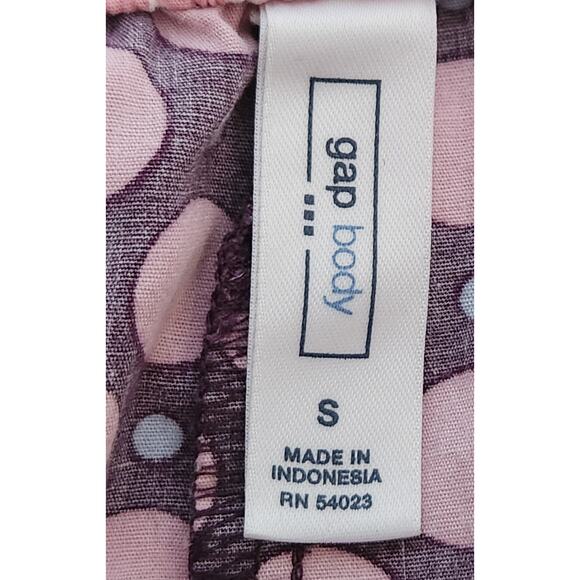 gap body
S
MADE IN
INDONESIA
RN 54023